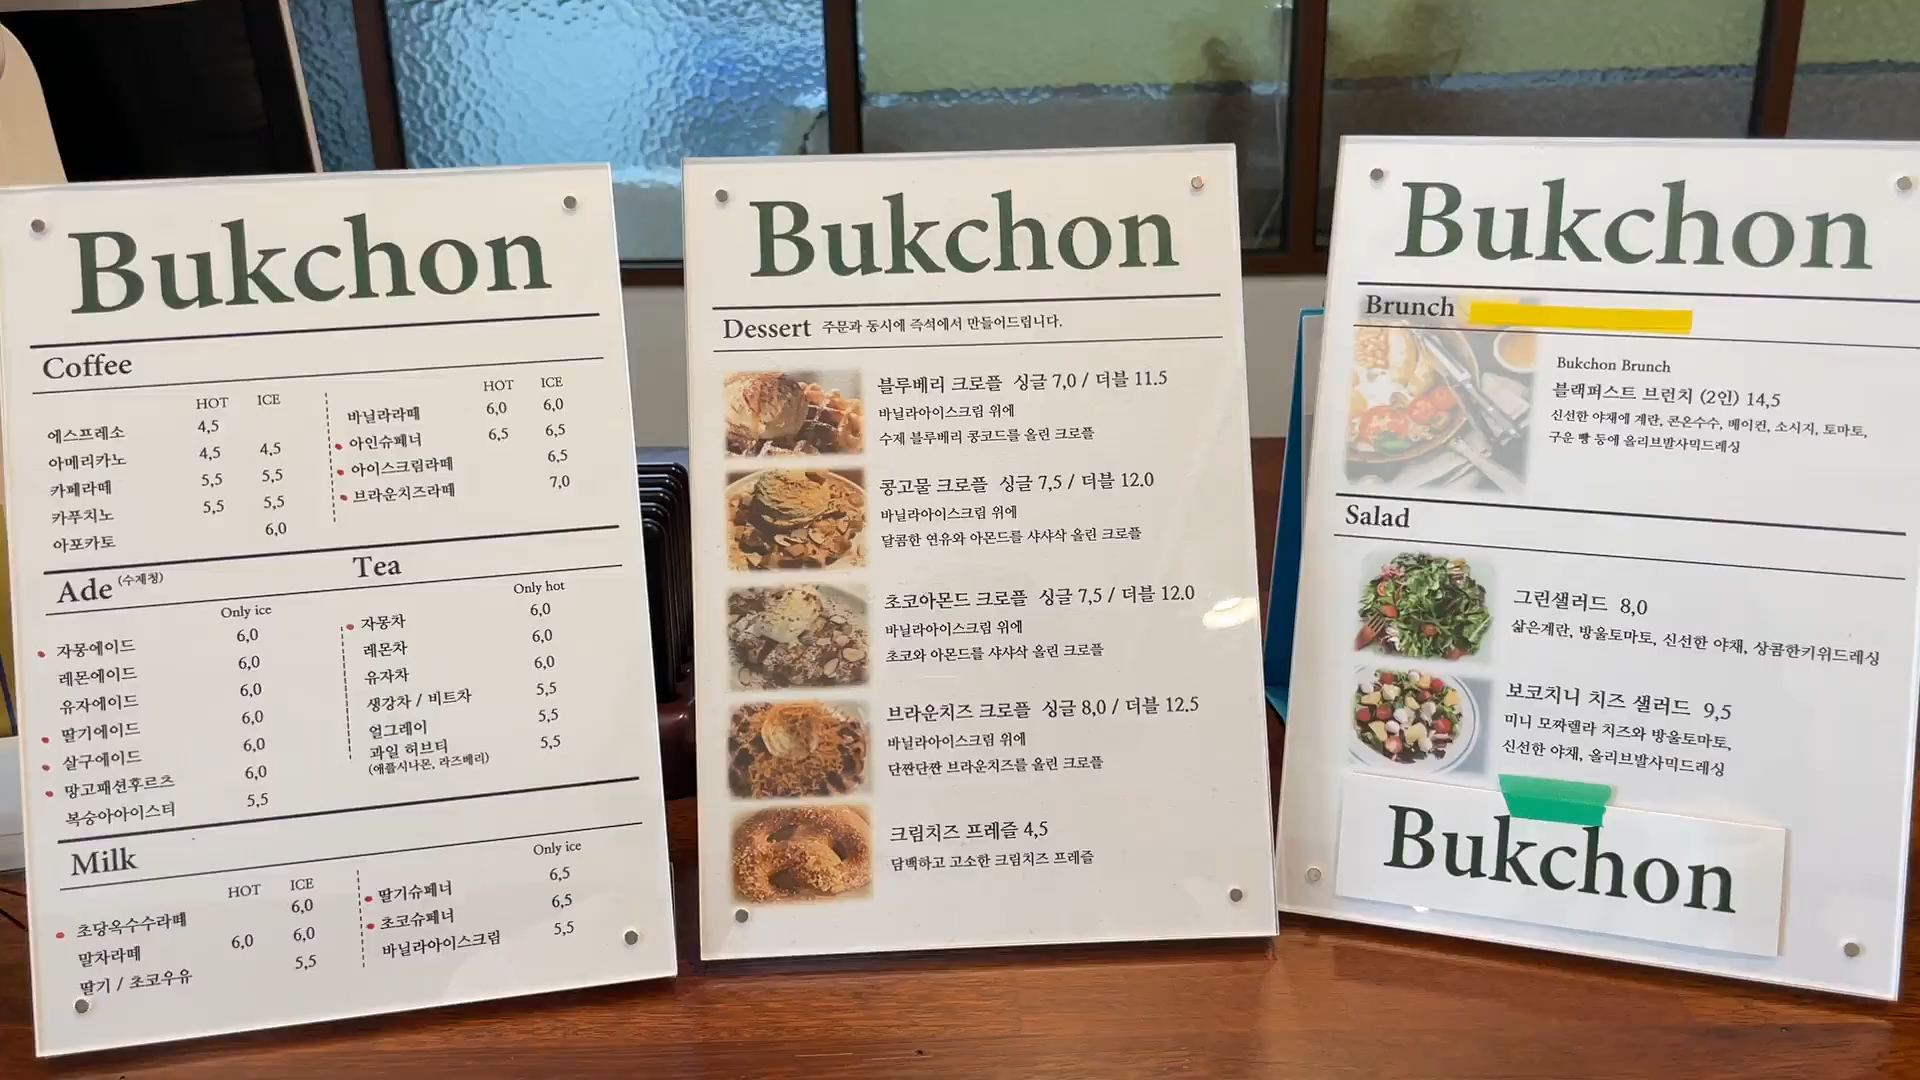 Bukchon
Coffee
HOT ICE
에스프레소 4,5
아메리카노 4,5 4,5
카페라떼 5,5 5,5
카푸치노 5,5 5,5
아포카토 6,0
HOT ICE
바닐라라떼 6,0 6,0
아인슈페너 6,5 6,5
아이스크림라떼 6,5
브라운치즈라떼 7,0
Ade (수제청)
Only ice
자몽에이드 6,0
레몬에이드 6,0
유자에이드 6,0
딸기에이드 6,0
살구에이드 6,0
망고패션후르츠 6,0
복숭아아이스티 5,5
Tea
Only hot
자몽차 6,0
레몬차 6,0
유자차 6,0
생강차 / 비트차 5,5
얼그레이 5,5
과일 허브티 5,5
(애플시나몬, 라즈베리)
Milk
HOT ICE
초당옥수수라떼 6,0
말차라떼 6,0 6,0
딸기 / 초코우유 5,5
Only ice
딸기슈페너 6,5
초코슈페너 6,5
바닐라아이스크림 5,5
Bukchon
Dessert 주문과 동시에 즉석에서 만들어드립니다.
블루베리 크로플 싱글 7,0 / 더블 11.5
바닐라아이스크림 위에
수제 블루베리 콩코드를 올린 크로플
콩고물 크로플 싱글 7,5 / 더블 12.0
바닐라아이스크림 위에
달콤한 연유와 아몬드를 샤샤삭 올린 크로플
초코아몬드 크로플 싱글 7,5 / 더블 12.0
바닐라아이스크림 위에
초코와 아몬드를 샤샤삭 올린 크로플
브라운치즈 크로플 싱글 8,0 / 더블 12.5
바닐라아이스크림 위에
단짠단짠 브라운치즈를 올린 크로플
크림치즈 프레즐 4,5
담백하고 고소한 크림치즈 프레즐
Bukchon
Brunch
Bukchon Brunch
블랙퍼스트 브런치 (2인) 14,5
신선한 야채에 계란, 콘온수수, 베이컨, 소시지, 토마토,
구운 빵 등에 올리브발사믹드레싱
Salad
그린샐러드 8,0
삶은계란, 방울토마토, 신선한 야채, 상콤한키위드레싱
보코치니 치즈 샐러드 9,5
미니 모짜렐라 치즈와 방울토마토,
신선한 야채, 올리브발사믹드레싱
Bukchon